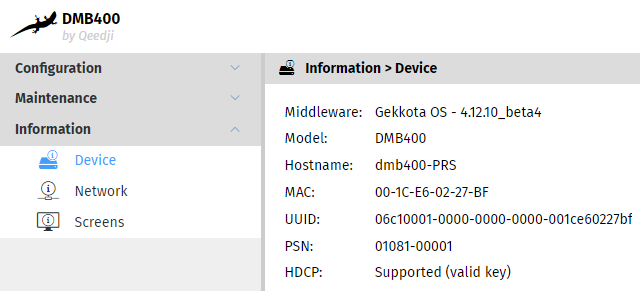 DMB400
by Qeedji
Configuration
Maintenance
Information
Device
Network
Screens
Information > Device
Middleware: Gekkota OS - 4.12.10_beta4
Model: DMB400
Hostname: dmb400-PRS
MAC: 00-1C-E6-02-27-BF
UUID: 06c10001-0000-0000-0000-001ce60227bf
PSN: 01081-00001
HDCP: Supported (valid key)